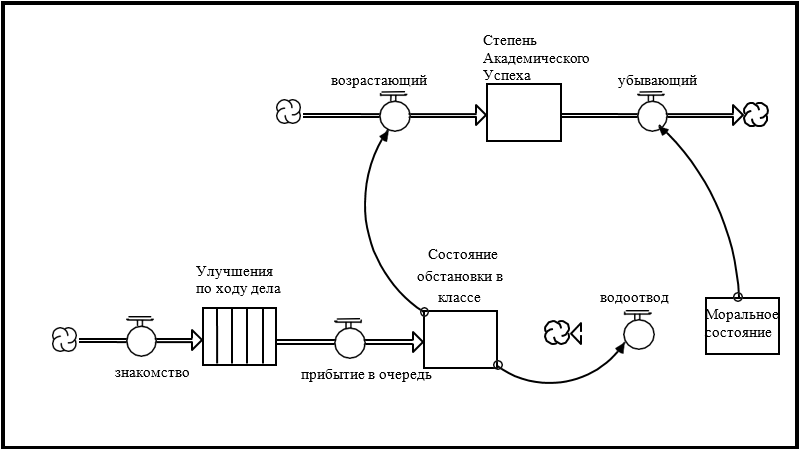 Степень
Академического
Успеха
возрастающий
убывающий
Состояние
обстановки в
классе
Улучшения
по ходу дела
водоотвод
Моральное
состояние
знакомство
прибытие в очередь